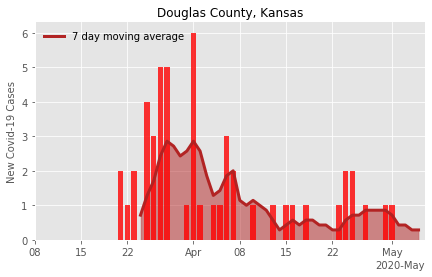 Douglas County, Kansas
7 day moving average
New Covid-19 Cases
6
5
4
3
2
1
0
08 15 22 Apr 08 15 22 May
2020-May